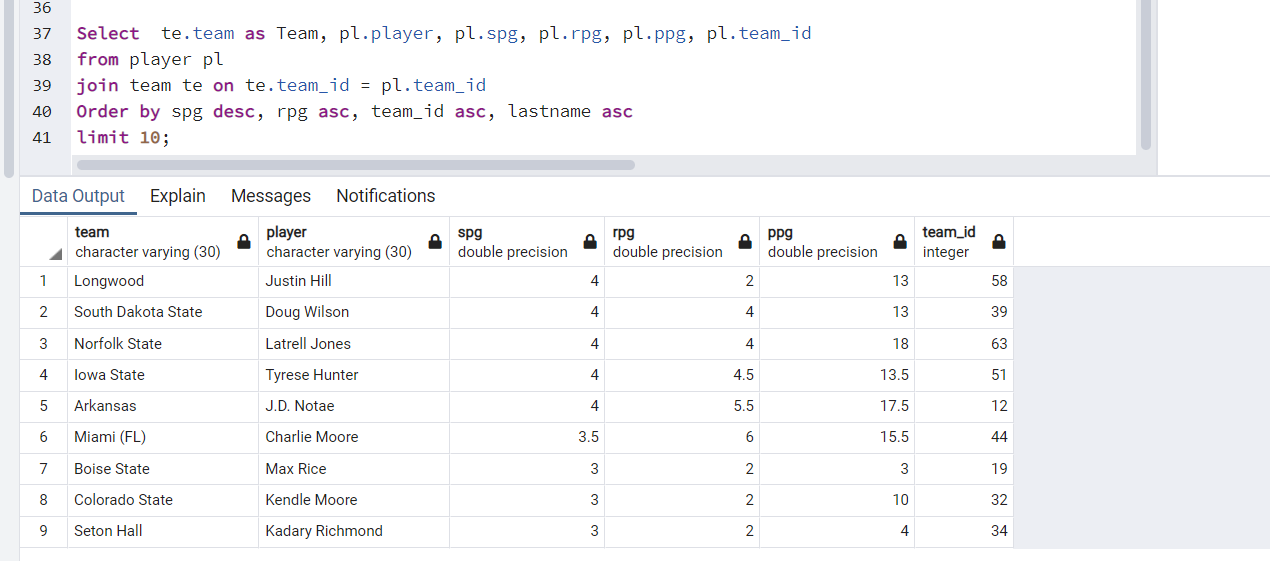 36
37 Select  te.team as Team, pl.player, pl.spg, pl.rpg, pl.ppg, pl.team_id
38 from player pl
39 join team te on te.team_id = pl.team_id
40 Order by spg desc, rpg asc, team_id asc, lastname asc
41 limit 10;
Data Output Explain Messages Notifications
team player spg rpg ppg team_id
character varying (30) character varying (30) double precision double precision double precision integer
1 Longwood Justin Hill 4 2 13 58
2 South Dakota State Doug Wilson 4 4 13 39
3 Norfolk State Latrell Jones 4 4 18 63
4 Iowa State Tyrese Hunter 4 4.5 13.5 51
5 Arkansas J.D. Notae 4 5.5 17.5 12
6 Miami (FL) Charlie Moore 3.5 6 15.5 44
7 Boise State Max Rice 3 2 3 19
8 Colorado State Kendle Moore 3 2 10 32
9 Seton Hall Kadary Richmond 3 2 4 34